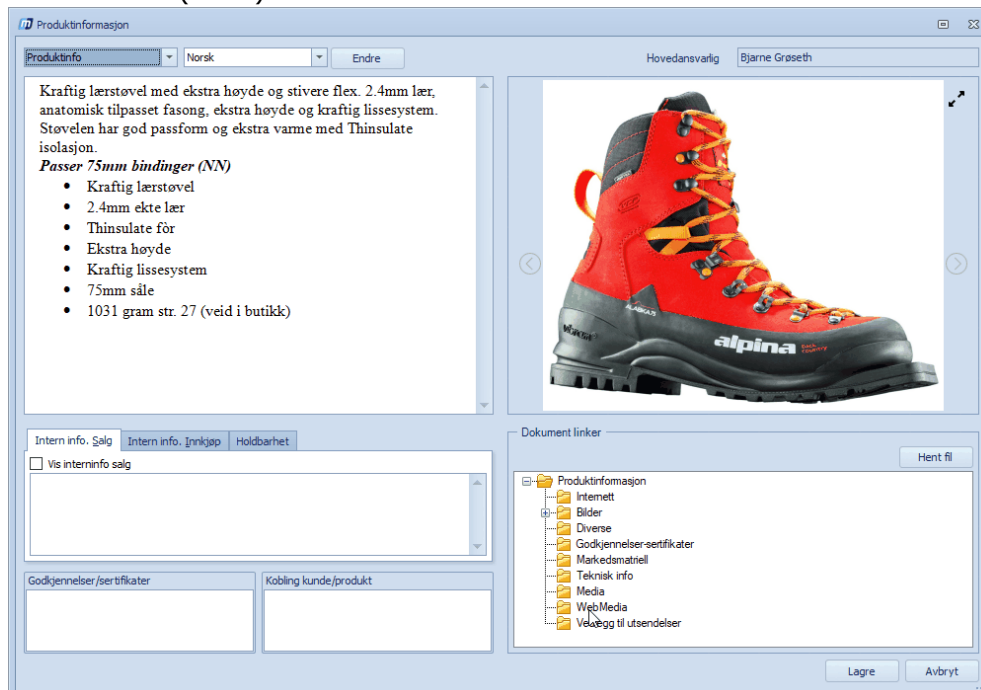 Produktinformasjon
Produktinfo
Norsk
Endre
Hovedansvarlig
Bjarne Grøseth
Kraftig lærstøvel med ekstra høyde og stivere flex. 2.4mm lær,
anatomisk tilpasset fasong, ekstra høyde og kraftig lissesystem.
Støvelen har god passform og ekstra varme med Thinsulate
isolasjon.
Passer 75mm bindinger (NN)
• Kraftig lærstøvel
• 2.4mm ekte lær
• Thinsulate fòr
• Ekstra høyde
• Kraftig lissesystem
• 75mm såle
• 1031 gram str. 27 (veid i butikk)
ALASKA 75
vibram
alpina
back
country
Intern info. Salg
Intern info. Innkjøp
Holdbarhet
Vis interninfo salg
Godkjennelser/sertifikater
Kobling kunde/produkt
Dokument linker
Hent fil
Produktinformasjon
Internett
Bilder
Diverse
Godkjennelser-sertifikater
Markedsmatriell
Teknisk info
Media
WebMedia
til utsendelser
Lagre
Avbryt